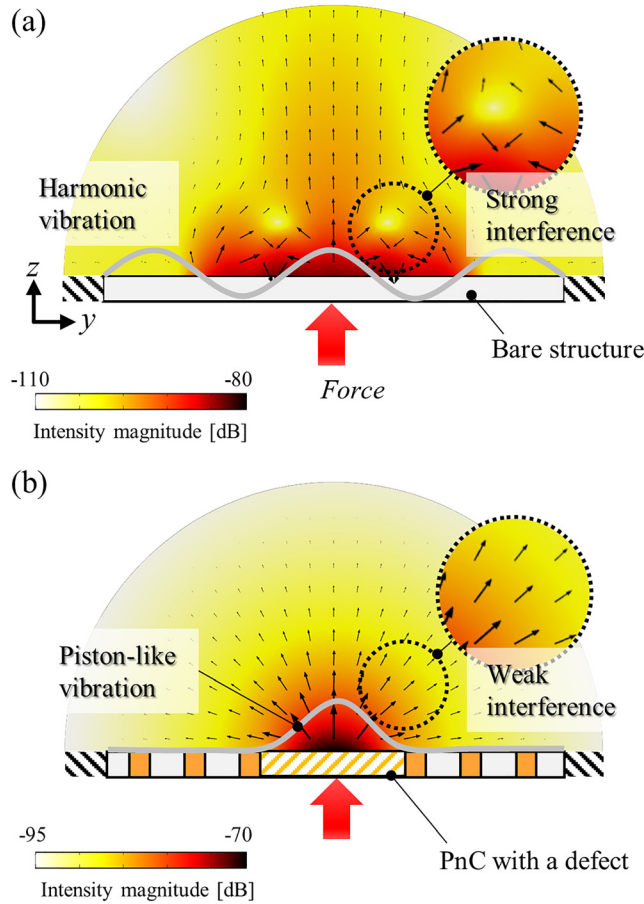 (a)
Harmonic
vibration
Strong
interference
z
y
Bare structure
-110
-80
Force
Intensity magnitude [dB]
(b)
Piston-like
vibration
Weak
interference
-95
-70
PnC with a defect
Intensity magnitude [dB]